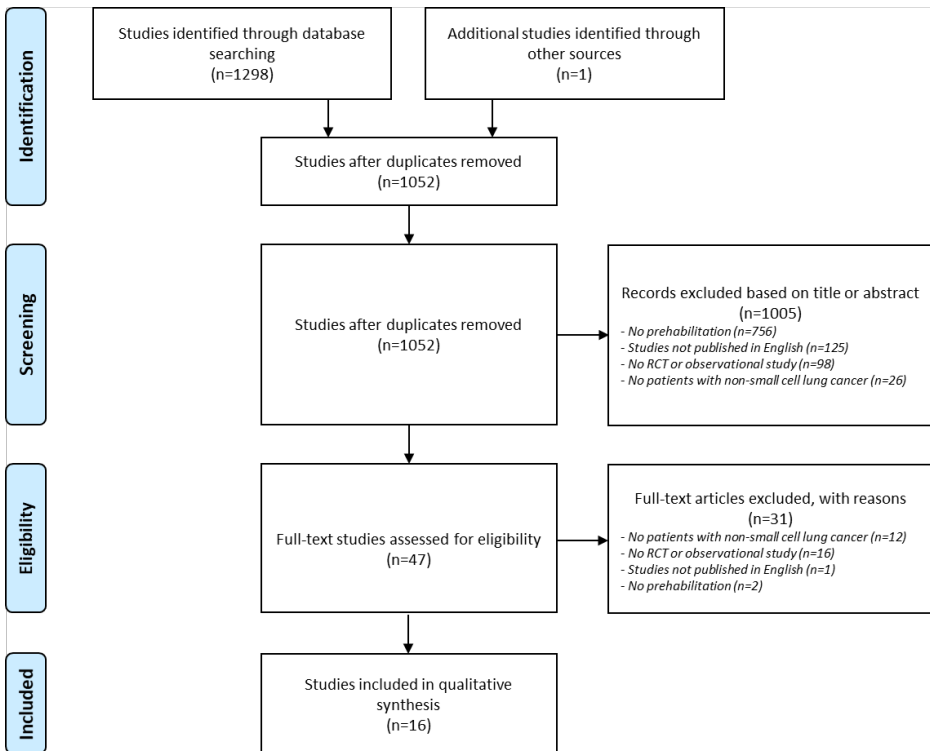 Identification
Studies identified through database
searching
(n=1298)
Additional studies identified through
other sources
(n=1)
Studies after duplicates removed
(n=1052)
Screening
Studies after duplicates removed
(n=1052)
Records excluded based on title or abstract
(n=1005)
- No prehabilitation (n=756)
- Studies not published in English (n=125)
- No RCT or observational study (n=98)
- No patients with non-small cell lung cancer (n=26)
Eligibility
Full-text studies assessed for eligibility
(n=47)
Full-text articles excluded, with reasons
(n=31)
- No patients with non-small cell lung cancer (n=12)
- No RCT or observational study (n=16)
- Studies not published in English (n=1)
- No prehabilitation (n=2)
Included
Studies included in qualitative
synthesis
(n=16)